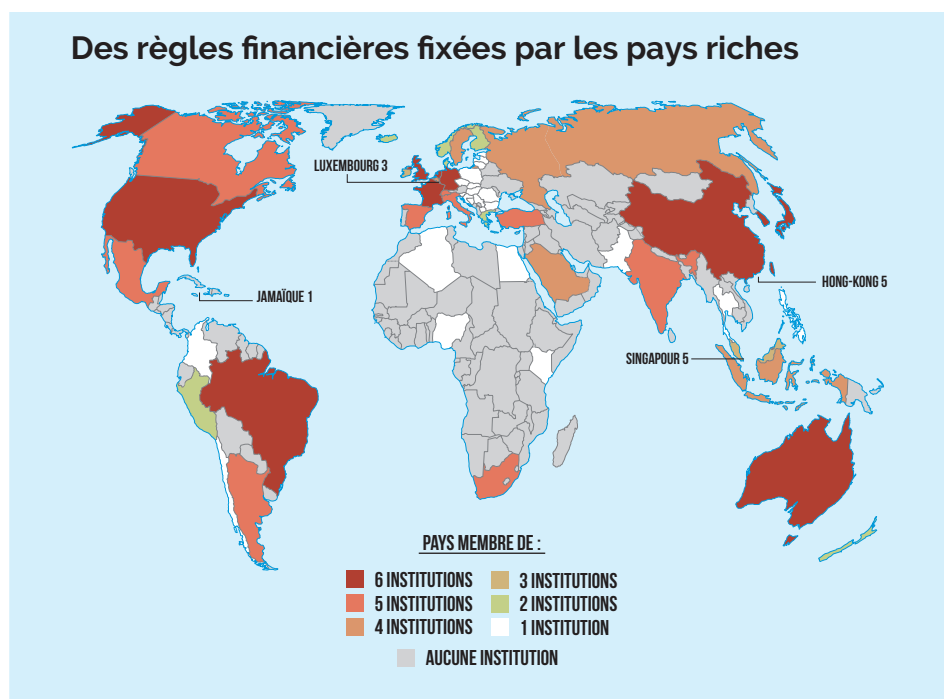 Des règles financières fixées par les pays riches
LUXEMBOURG 3
JAMAÏQUE 1
HONG-KONG 5
SINGAPOUR 5
PAYS MEMBRE DE :
6 INSTITUTIONS
3 INSTITUTIONS
5 INSTITUTIONS
2 INSTITUTIONS
4 INSTITUTIONS
1 INSTITUTION
AUCUNE INSTITUTION